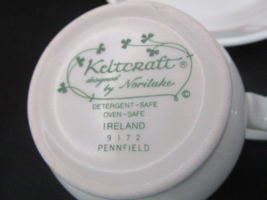 Keltcraft ®
designed
by Noritake
©
DETERGENT-SAFE
OVEN-SAFE
IRELAND
9172
PENNFIELD